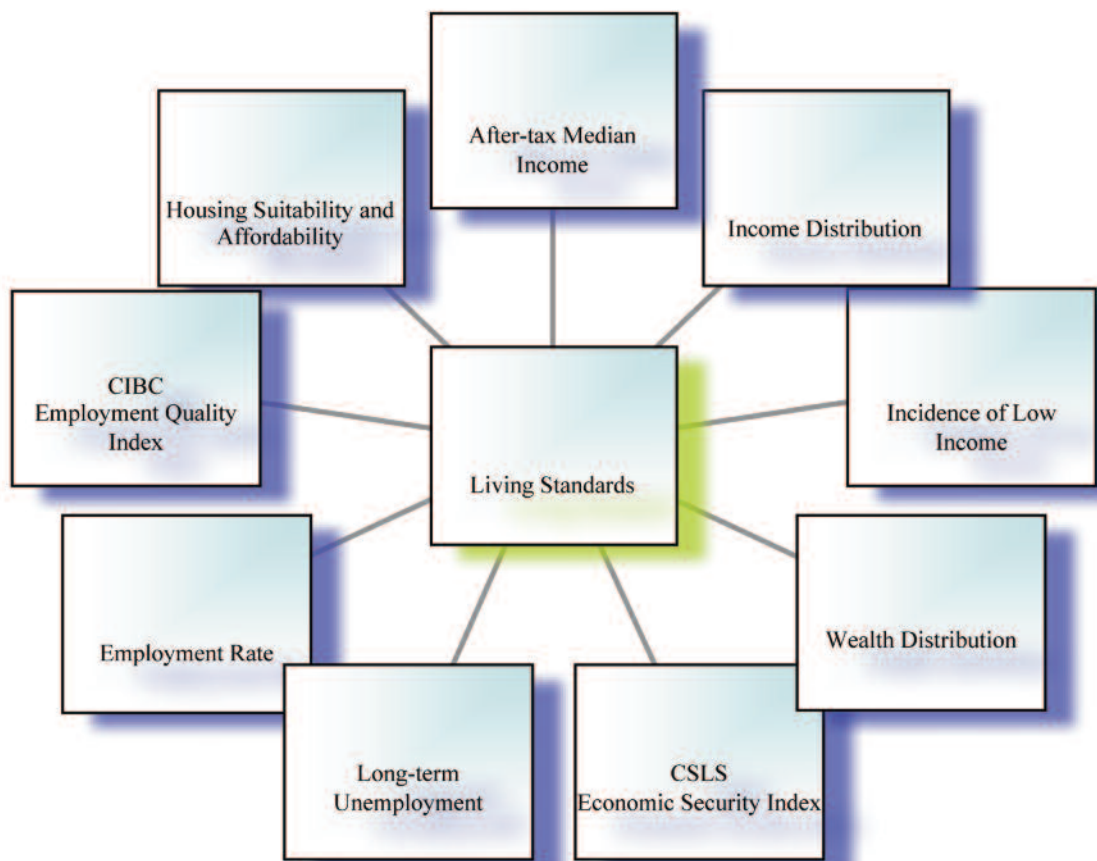 After-tax Median
Income
Housing Suitability and
Affordability
Income Distribution
CIBC
Employment Quality
Index
Incidence of Low
Income
Living Standards
Employment Rate
Wealth Distribution
Long-term
Unemployment
CSLS
Economic Security Index